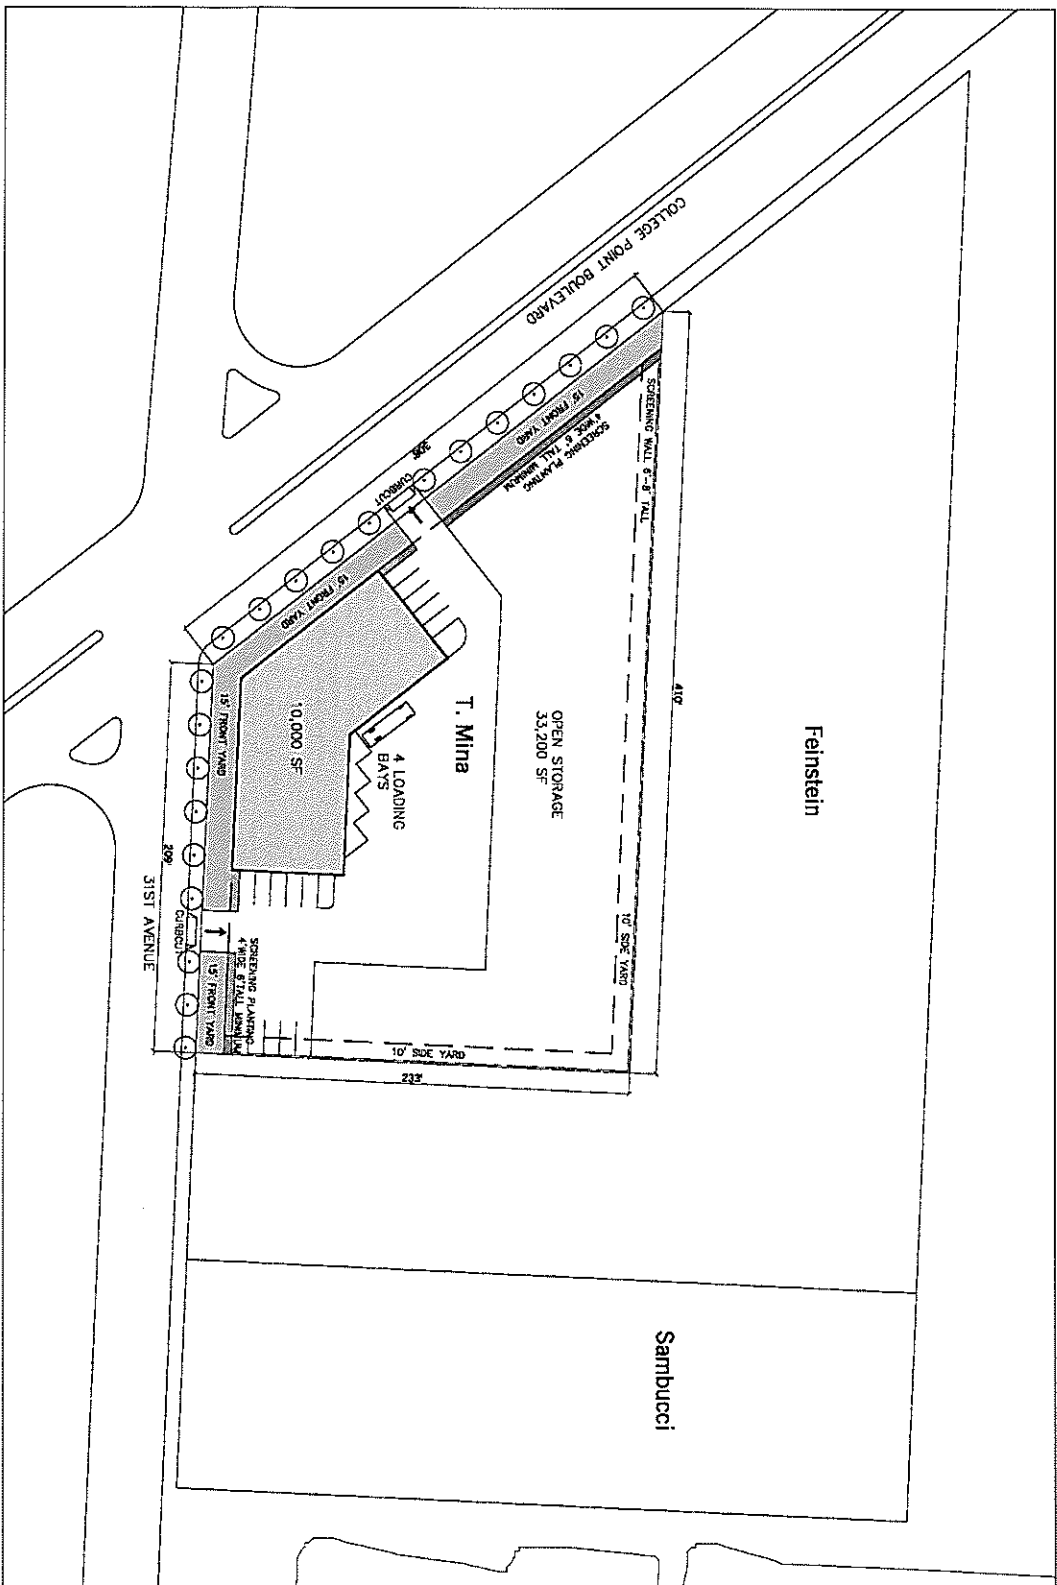 COLLEGE POINT BOULEVARD
SCREENING WALL 6'-8' TALL
15' FRONT YARD
SCREENING PLANTING
4' WIDE 6' TALL MINIMUM
410'
308'
CURBCUT
Feinstein
OPEN STORAGE
33,200 SF
T. Mina
15' FRONT YARD
10,000 SF
4 LOADING
BAYS
15' FRONT YARD
10' SIDE YARD
209'
31ST AVENUE
CURBCUT
SCREENING PLANTING
4' WIDE 6' TALL MINIMUM
15' FRONT YARD
10' SIDE YARD
233'
Sambucci